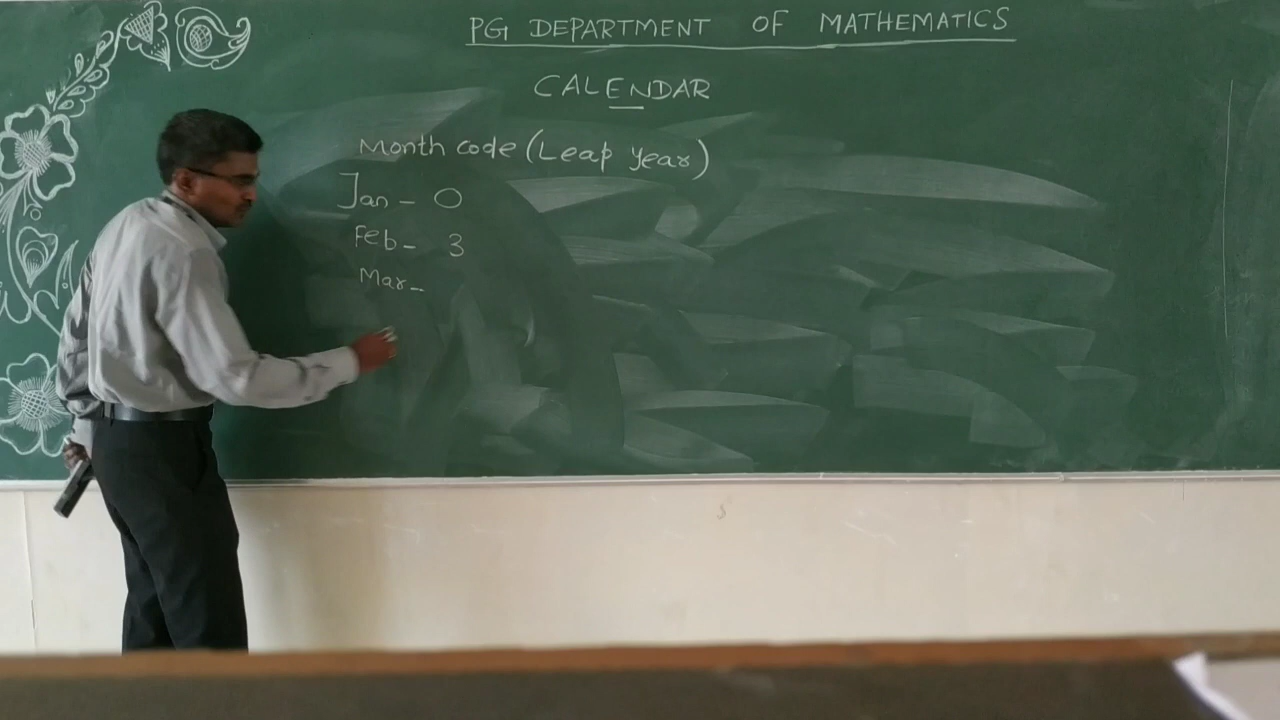 PG DEPARTMENT OF MATHEMATICS
CALENDAR
Month code (Leap year)
Jan - 0
Feb - 3
Mar -